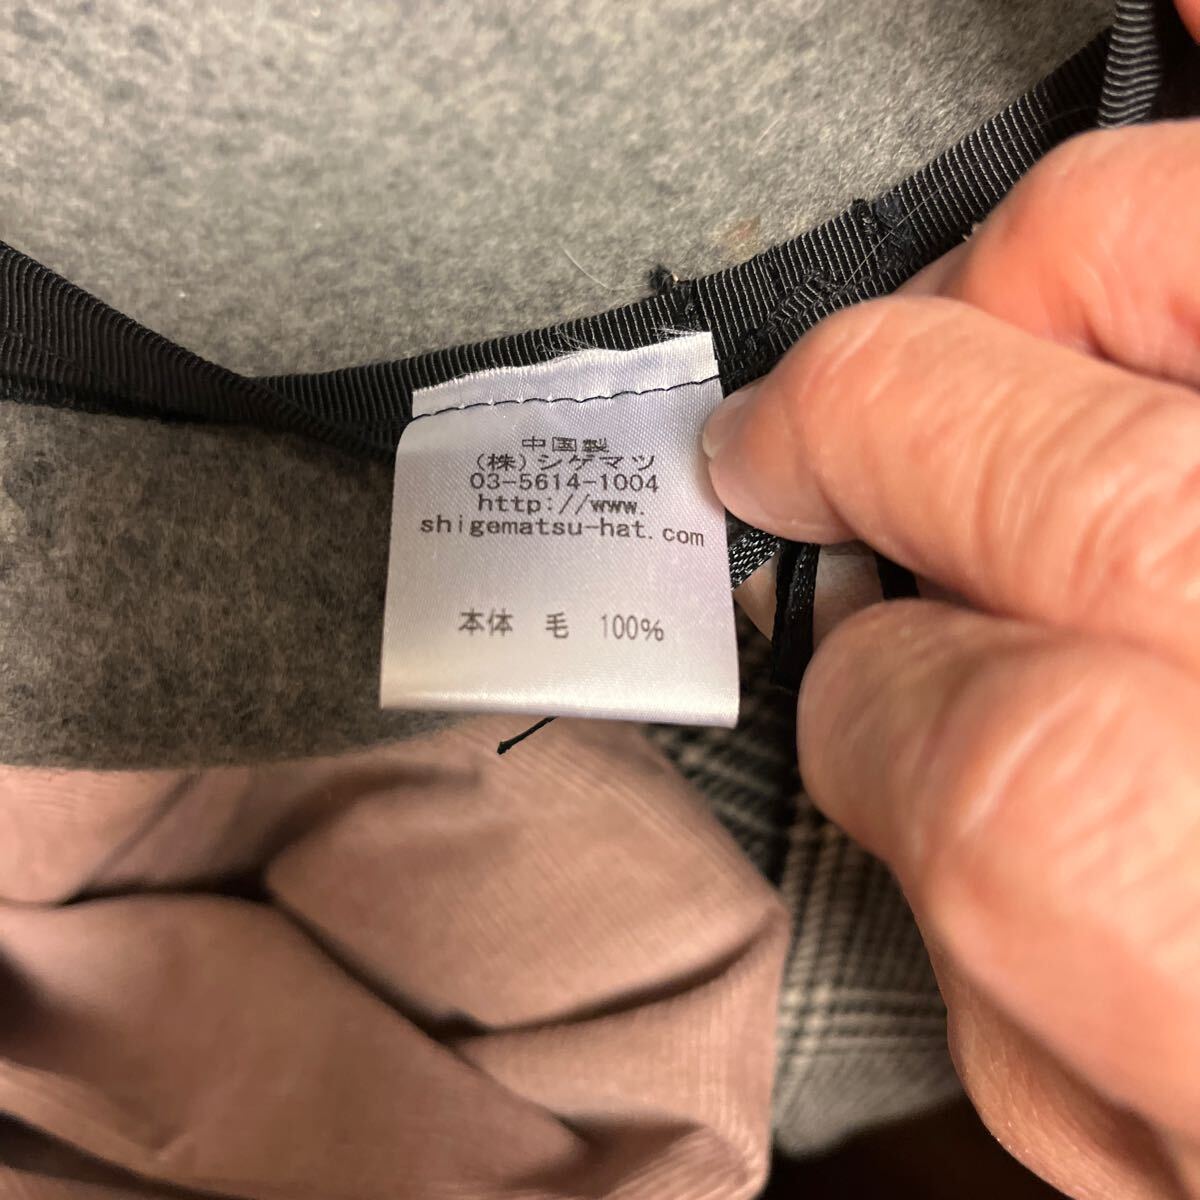 中国製
(株)シゲマツ
03-5614-1004
http://www.
shigematsu-hat.com
本体 毛 100%